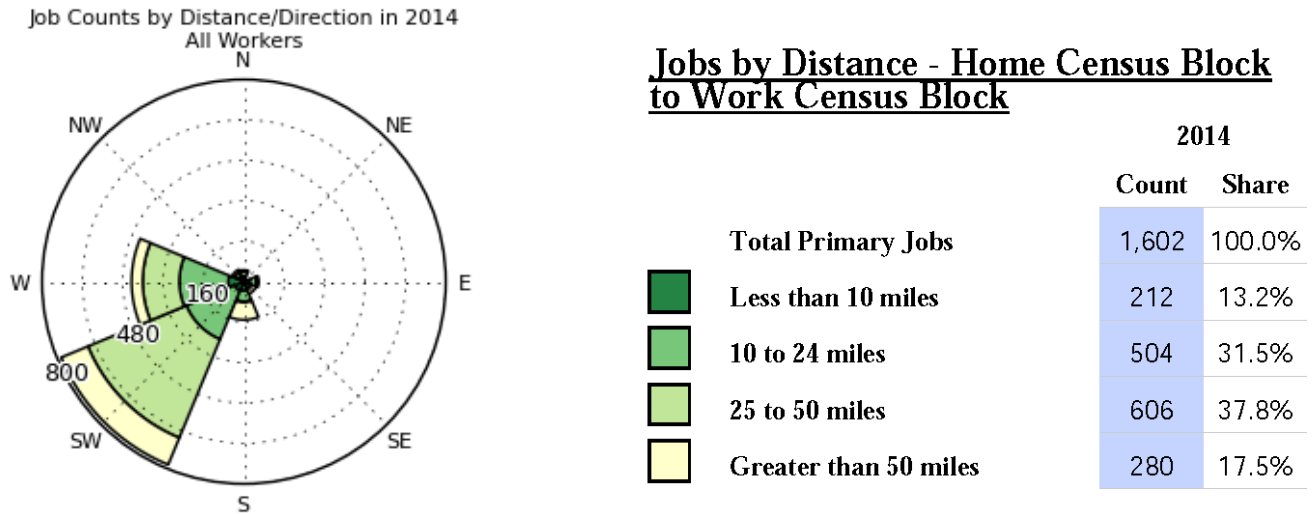 Job Counts by Distance/Direction in 2014
All Workers
N
NW
NE
W
E
160
480
800
SW
SE
S
Jobs by Distance - Home Census Block
to Work Census Block
2014
Count Share
Total Primary Jobs 1,602 100.0%
Less than 10 miles 212 13.2%
10 to 24 miles 504 31.5%
25 to 50 miles 606 37.8%
Greater than 50 miles 280 17.5%